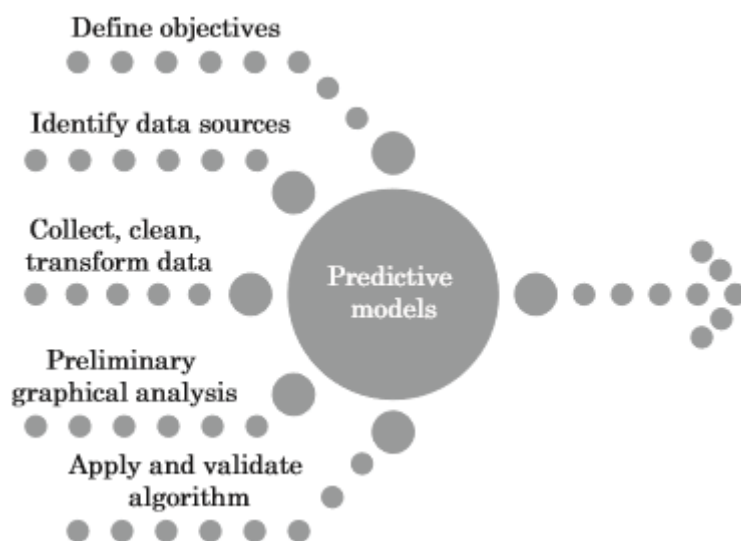 Define objectives
Identify data sources
Collect, clean,
transform data
Predictive
models
Preliminary
graphical analysis
Apply and validate
algorithm